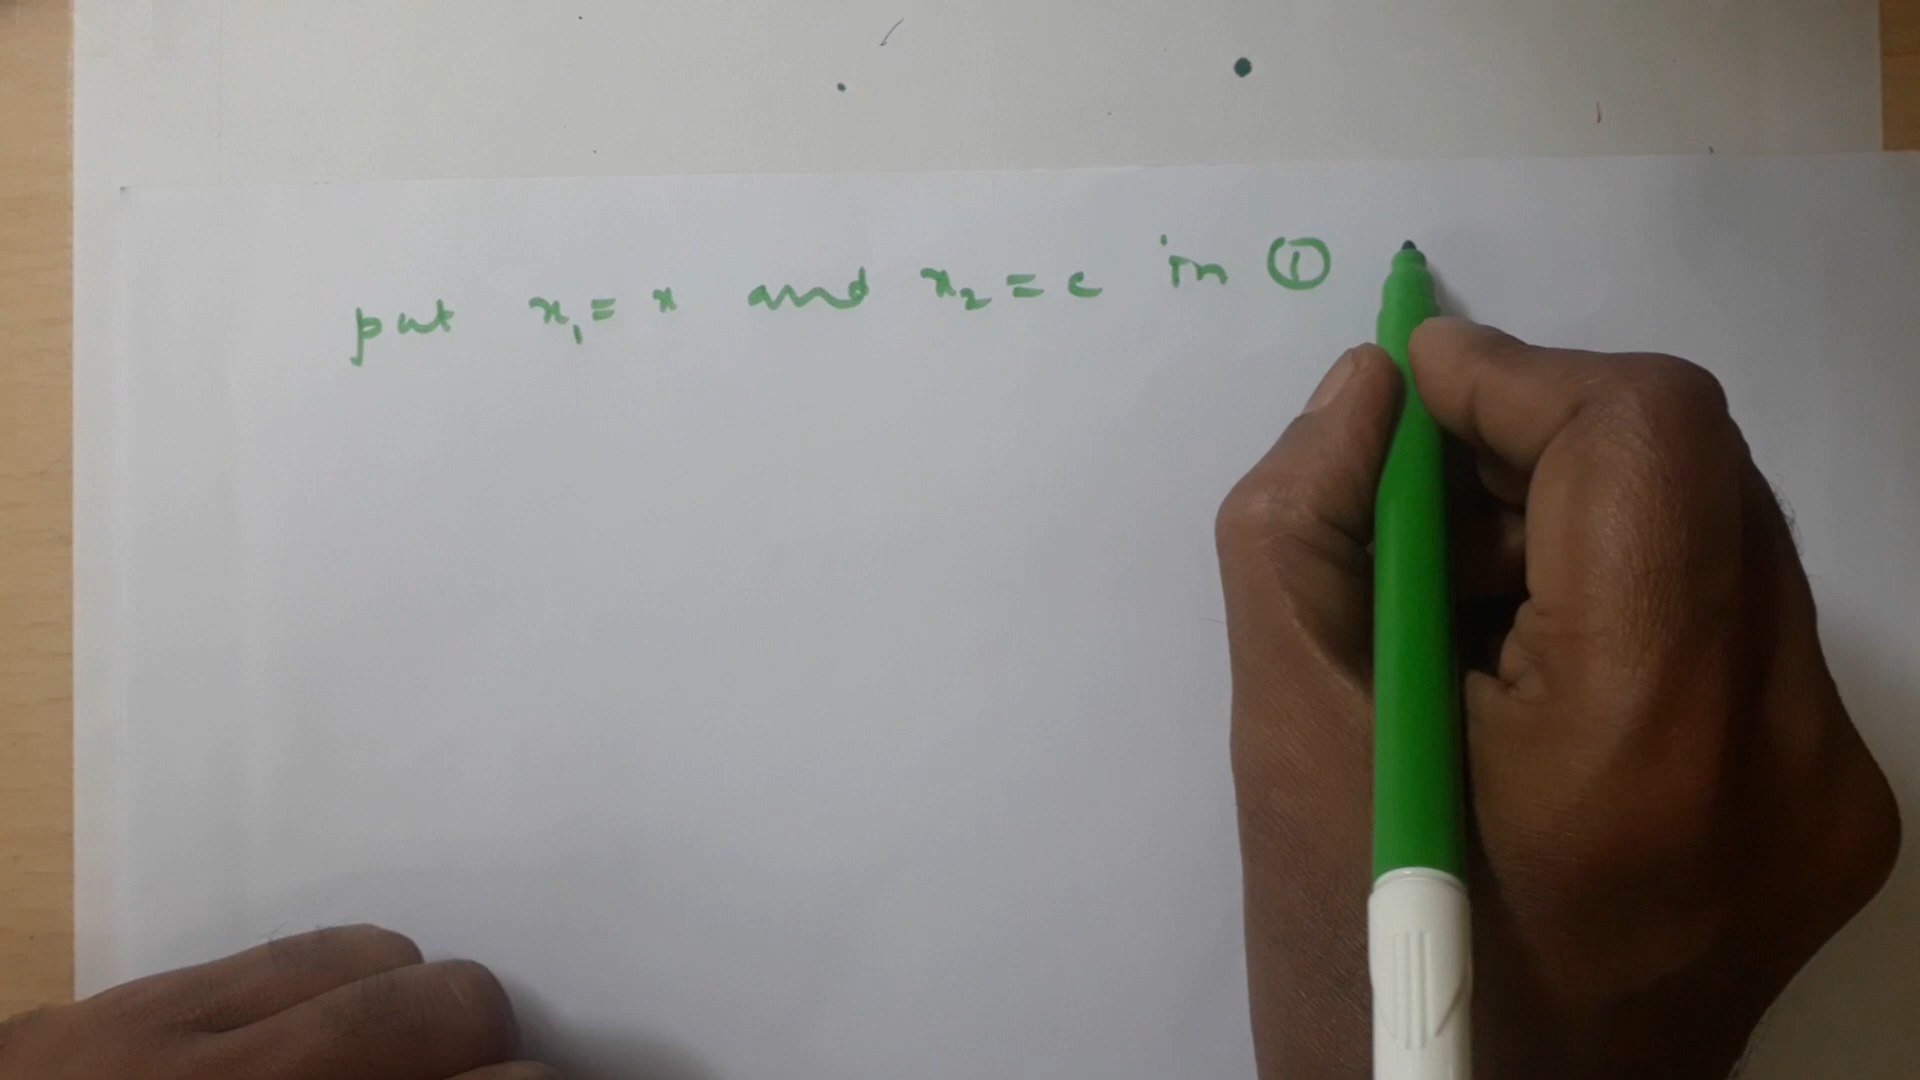 put x₁ = x and x₂ = c in ①